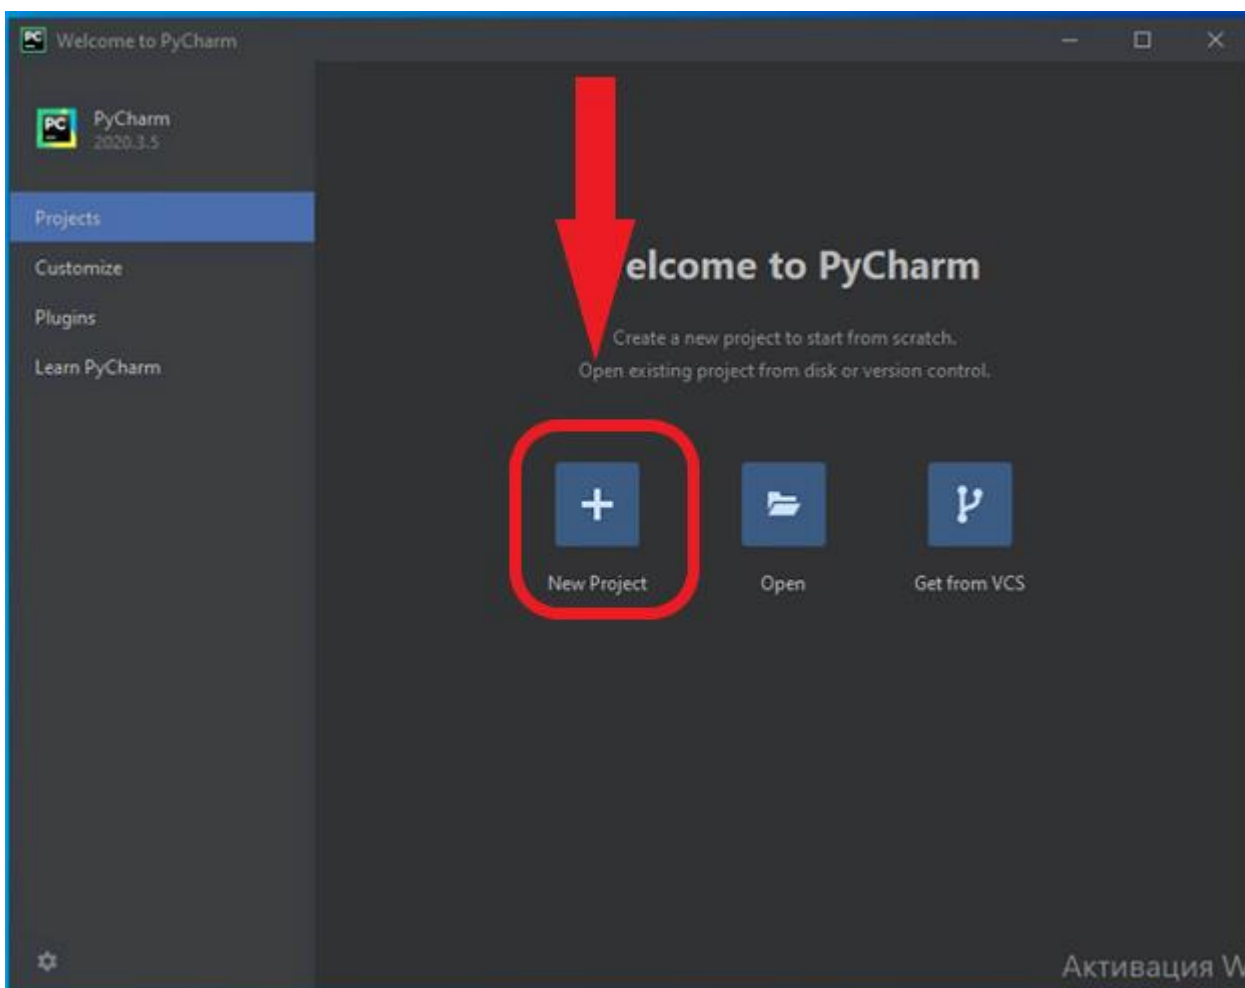 Welcome to PyCharm
PyCharm
2020.3.5
Projects
Customize
Plugins
Learn PyCharm
elcome to PyCharm
Create a new project to start from scratch.
Open existing project from disk or version control.
New Project
Open
Get from VCS
Активация W